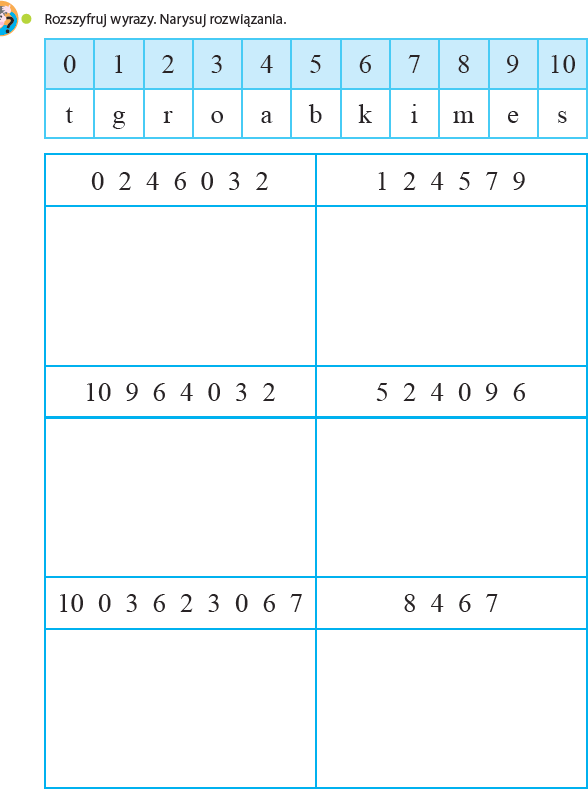 Rozszyfruj wyrazy. Narysuj rozwiązania.
0 1 2 3 4 5 6 7 8 9 10
t g r o a b k i m e s
0 2 4 6 0 3 2 1 2 4 5 7 9
10 9 6 4 0 3 2 5 2 4 0 9 6
10 0 3 6 2 3 0 6 7 8 4 6 7